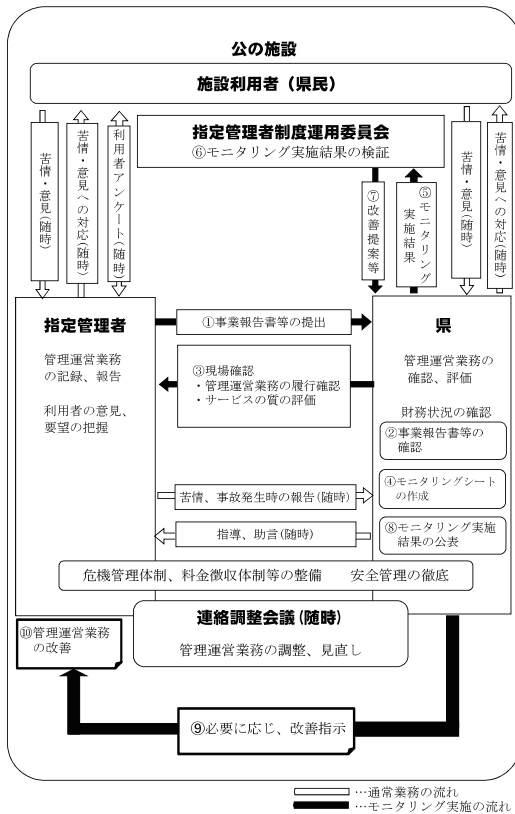 公の施設
施設利用者（県民）
苦情・意見(随時)
苦情・意見への対応(随時)
利用者アンケート(随時)
指定管理者制度運用委員会
⑥モニタリング実施結果の検証
⑦改善提案等
⑤モニタリング
実施結果
苦情・意見(随時)
苦情・意見への対応(随時)
指定管理者
管理運営業務
の記録、報告
利用者の意見、
要望の把握
①事業報告書等の提出
③現場確認
・管理運営業務の履行確認
・サービスの質の評価
県
管理運営業務の
確認、評価
財務状況の確認
②事業報告書等の
確認
④モニタリングシート
の作成
⑧モニタリング実施
結果の公表
苦情、事故発生時の報告(随時)
指導、助言(随時)
危機管理体制、料金徴収体制等の整備　安全管理の徹底
連絡調整会議(随時)
管理運営業務の調整、見直し
⑩管理運営業務
の改善
⑨必要に応じ、改善指示
…通常業務の流れ
…モニタリング実施の流れ